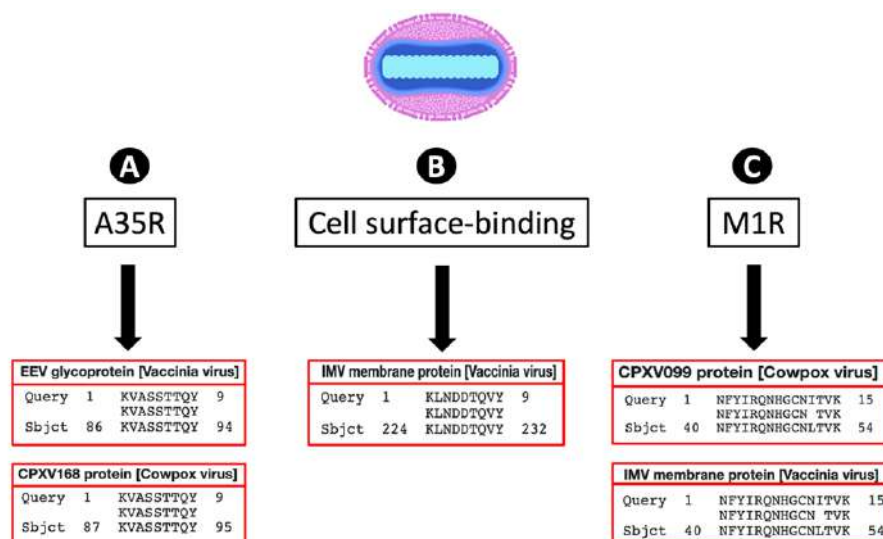 A
A35R
EEV glycoprotein [Vaccinia virus]
Query 1 KVASSTTQY 9
KVASSTTQY
Sbjct 86 KVASSTTQY 94
CPXV168 protein [Cowpox virus]
Query 1 KVASSTTQY 9
KVASSTTQY
Sbjct 87 KVASSTTQY 95
B
Cell surface-binding
IMV membrane protein [Vaccinia virus]
Query 1 KLNDDTQVY 9
KLNDDTQVY
Sbjct 224 KLNDDTQVY 232
C
M1R
CPXV099 protein [Cowpox virus]
Query 1 NFYIRQNHGCNITVK 15
NFYIRQNHGCN TVK
Sbjct 40 NFYIRQNHGCNLTVK 54
IMV membrane protein [Vaccinia virus]
Query 1 NFYIRQNHGCNITVK 15
NFYIRQNHGCN TVK
Sbjct 40 NFYIRQNHGCNLTVK 54